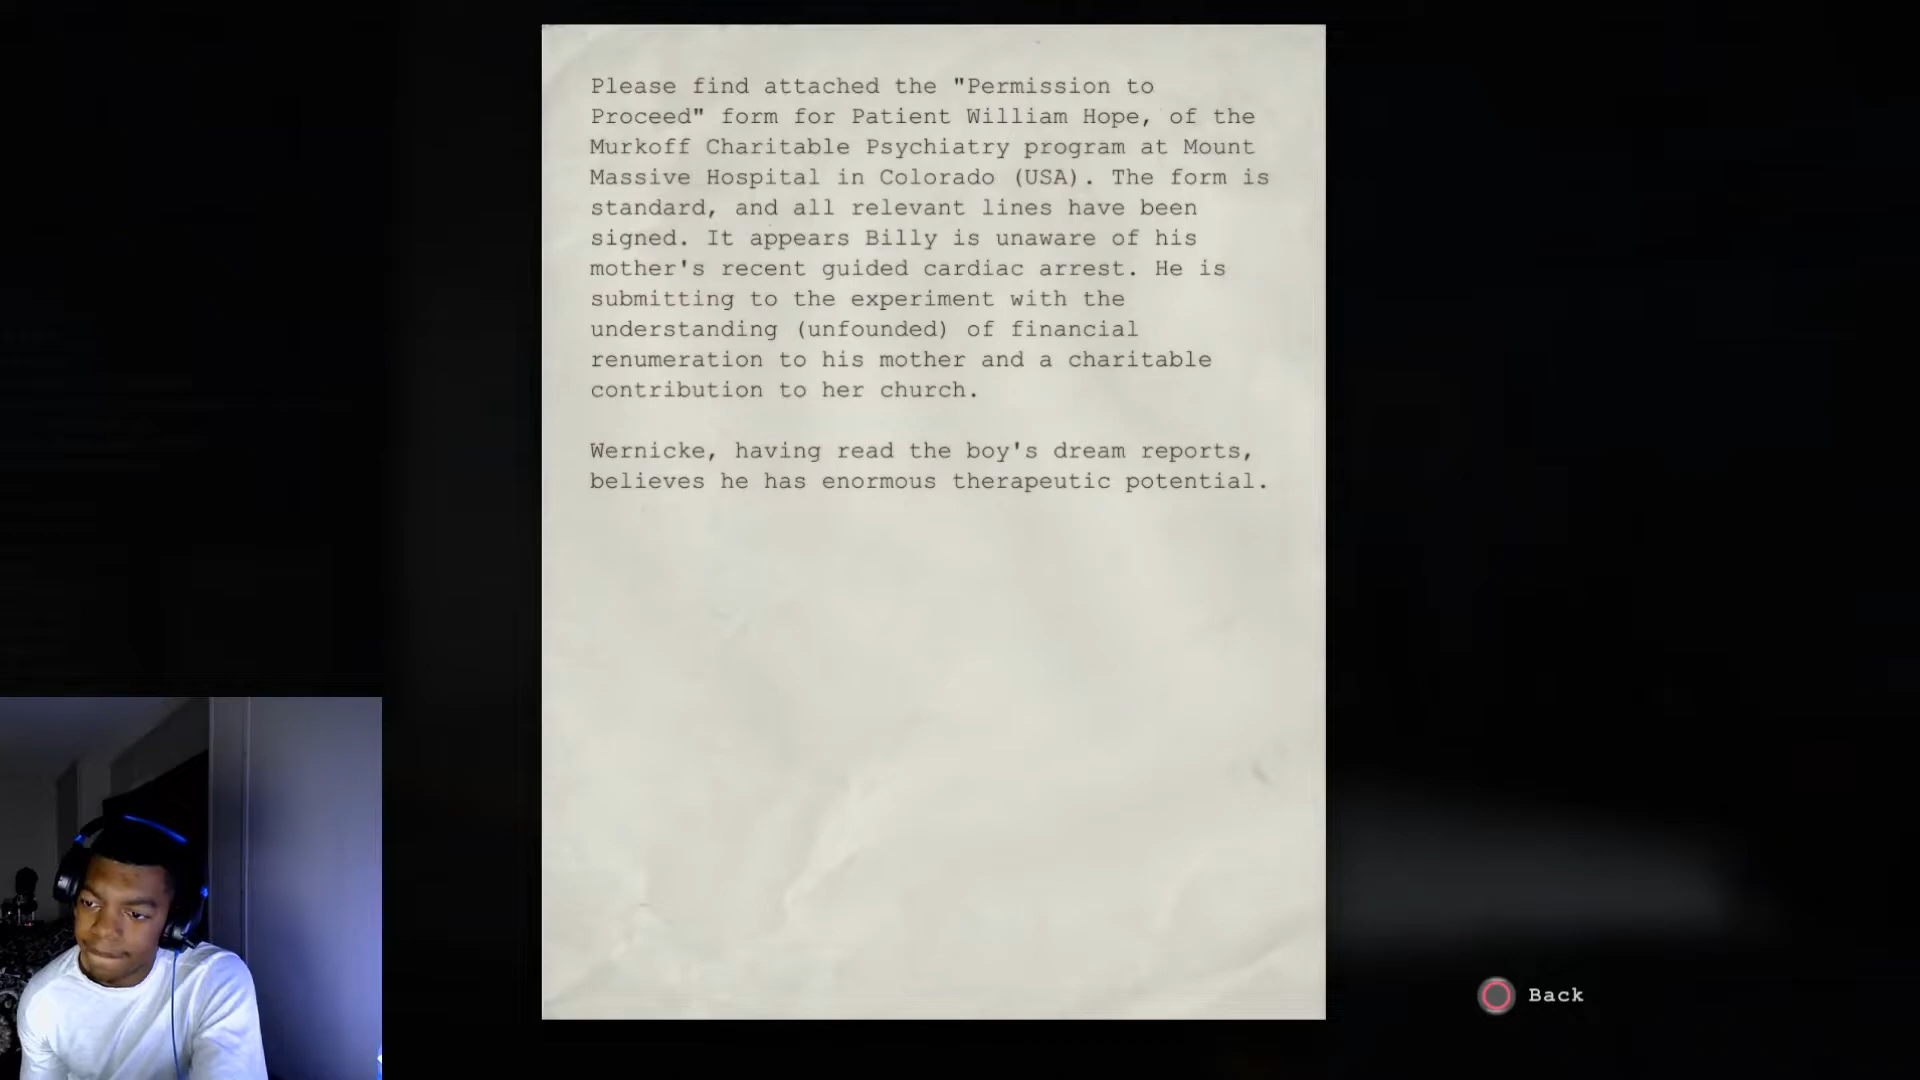 Please find attached the "Permission to
Proceed" form for Patient William Hope, of the
Murkoff Charitable Psychiatry program at Mount
Massive Hospital in Colorado (USA). The form is
standard, and all relevant lines have been
signed. It appears Billy is unaware of his
mother's recent guided cardiac arrest. He is
submitting to the experiment with the
understanding (unfounded) of financial
renumeration to his mother and a charitable
contribution to her church.
Wernicke, having read the boy's dream reports,
believes he has enormous therapeutic potential.
Back